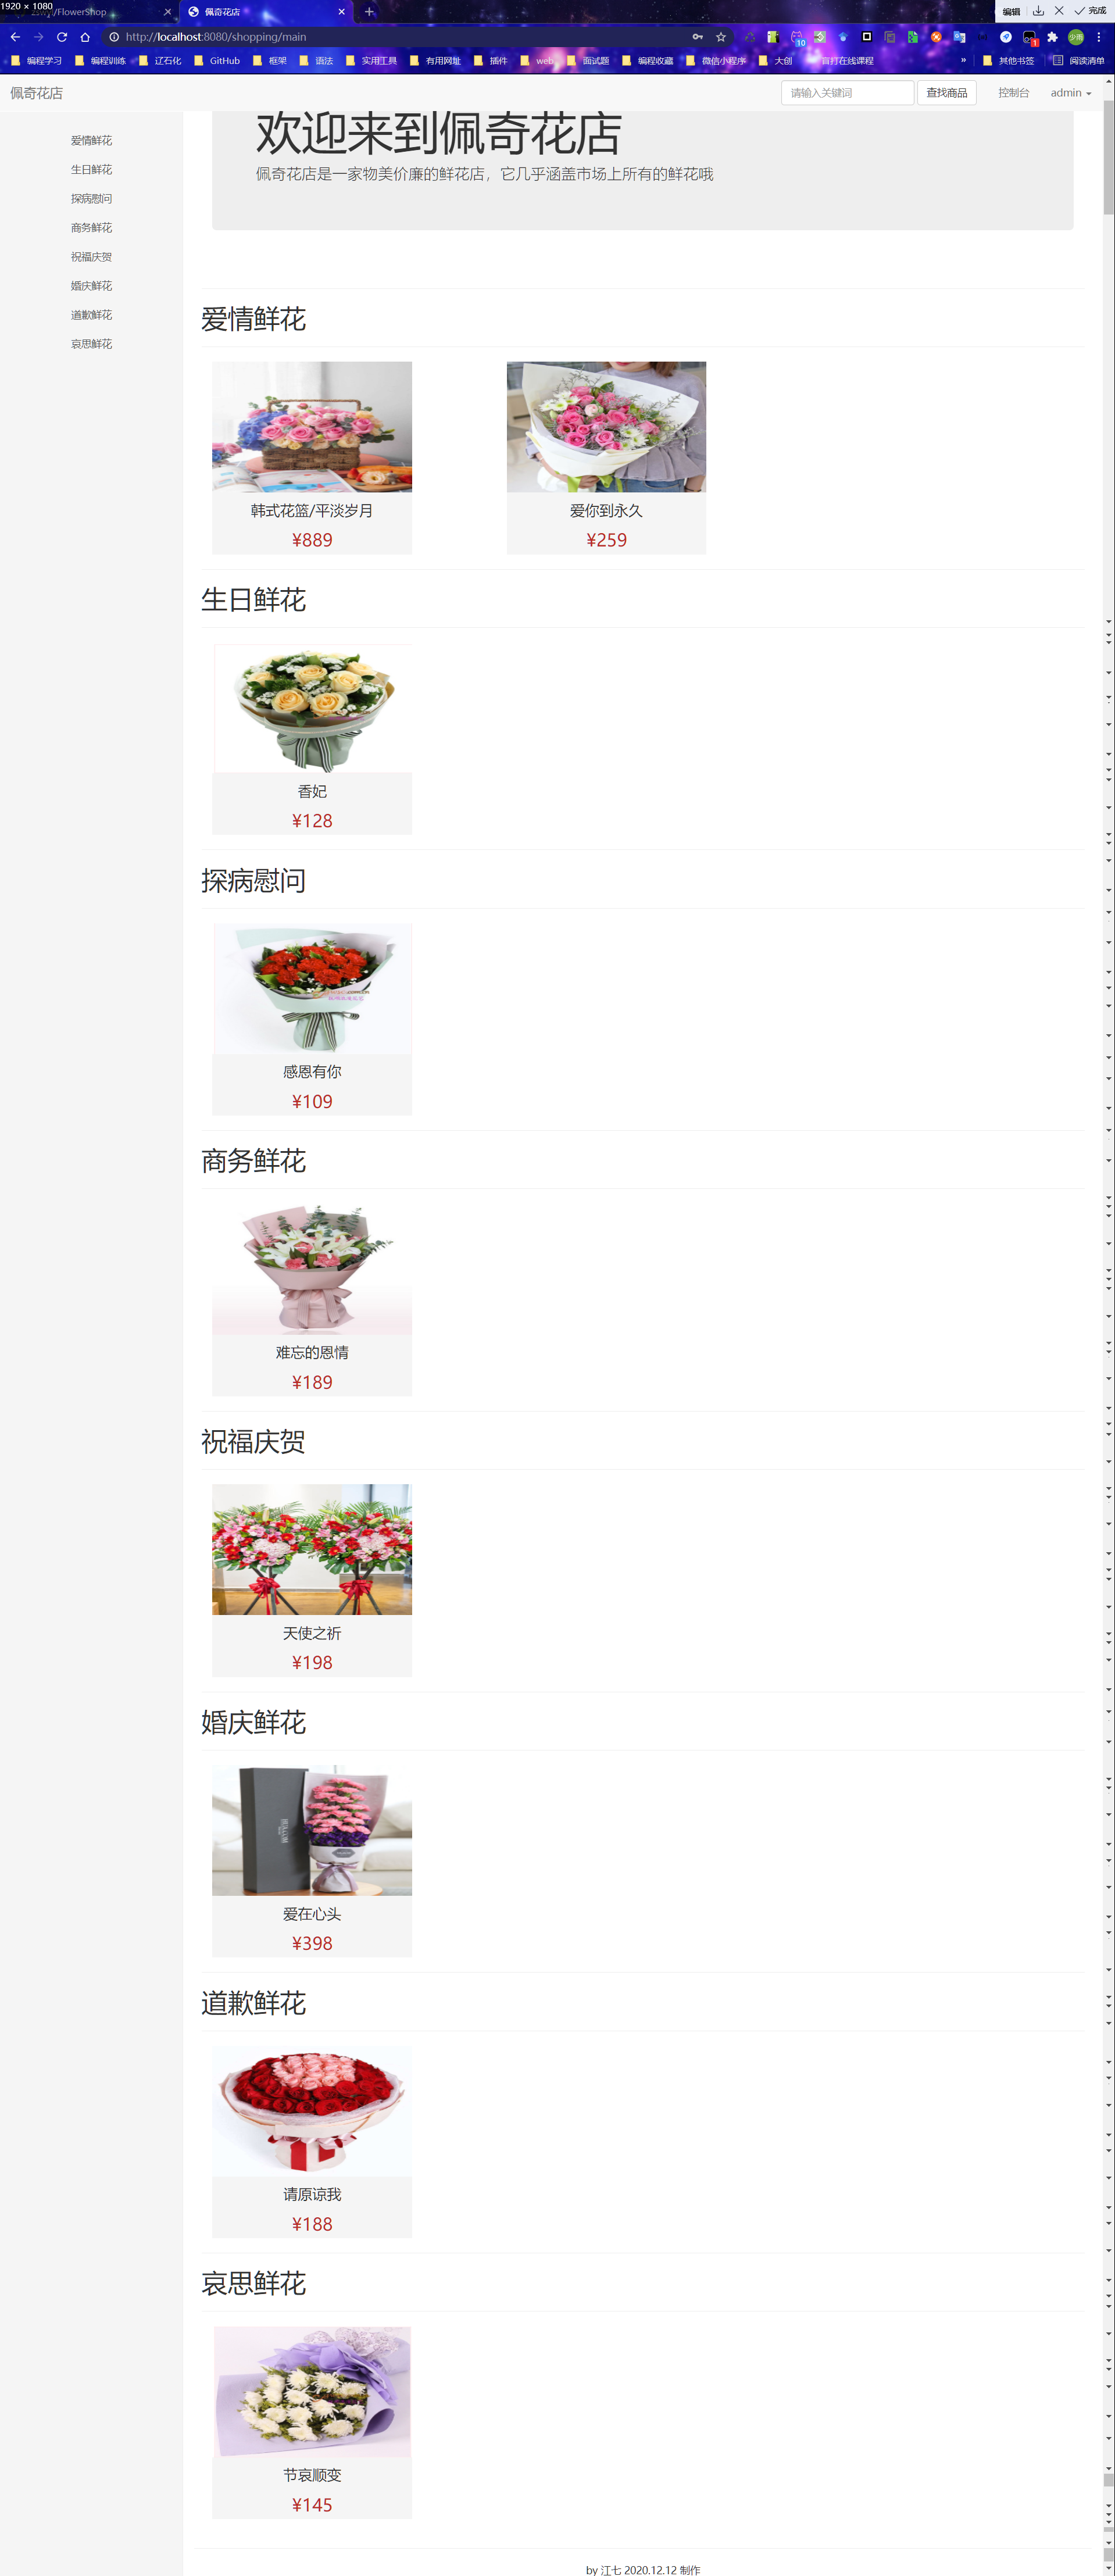 1920 × 1080
/FlowerShop
佩奇花店
编辑
完成
http://localhost:8080/shopping/main
编程学习
编程训练
辽石化
GitHub
框架
语法
实用工具
有用网址
插件
web
面试题
编程收藏
微信小程序
大创
盲打在线课程
»
其他书签
阅读清单
佩奇花店
请输入关键词
查找商品
控制台
admin
爱情鲜花
生日鲜花
探病慰问
商务鲜花
祝福庆贺
婚庆鲜花
道歉鲜花
哀思鲜花
欢迎来到佩奇花店
佩奇花店是一家物美价廉的鲜花店，它几乎涵盖市场上所有的鲜花哦
爱情鲜花
韩式花篮/平淡岁月
¥889
爱你到永久
¥259
生日鲜花
香妃
¥128
探病慰问
感恩有你
¥109
商务鲜花
难忘的恩情
¥189
祝福庆贺
天使之祈
¥198
婚庆鲜花
爱在心头
¥398
道歉鲜花
请原谅我
¥188
哀思鲜花
节哀顺变
¥145
by 江七 2020.12.12 制作